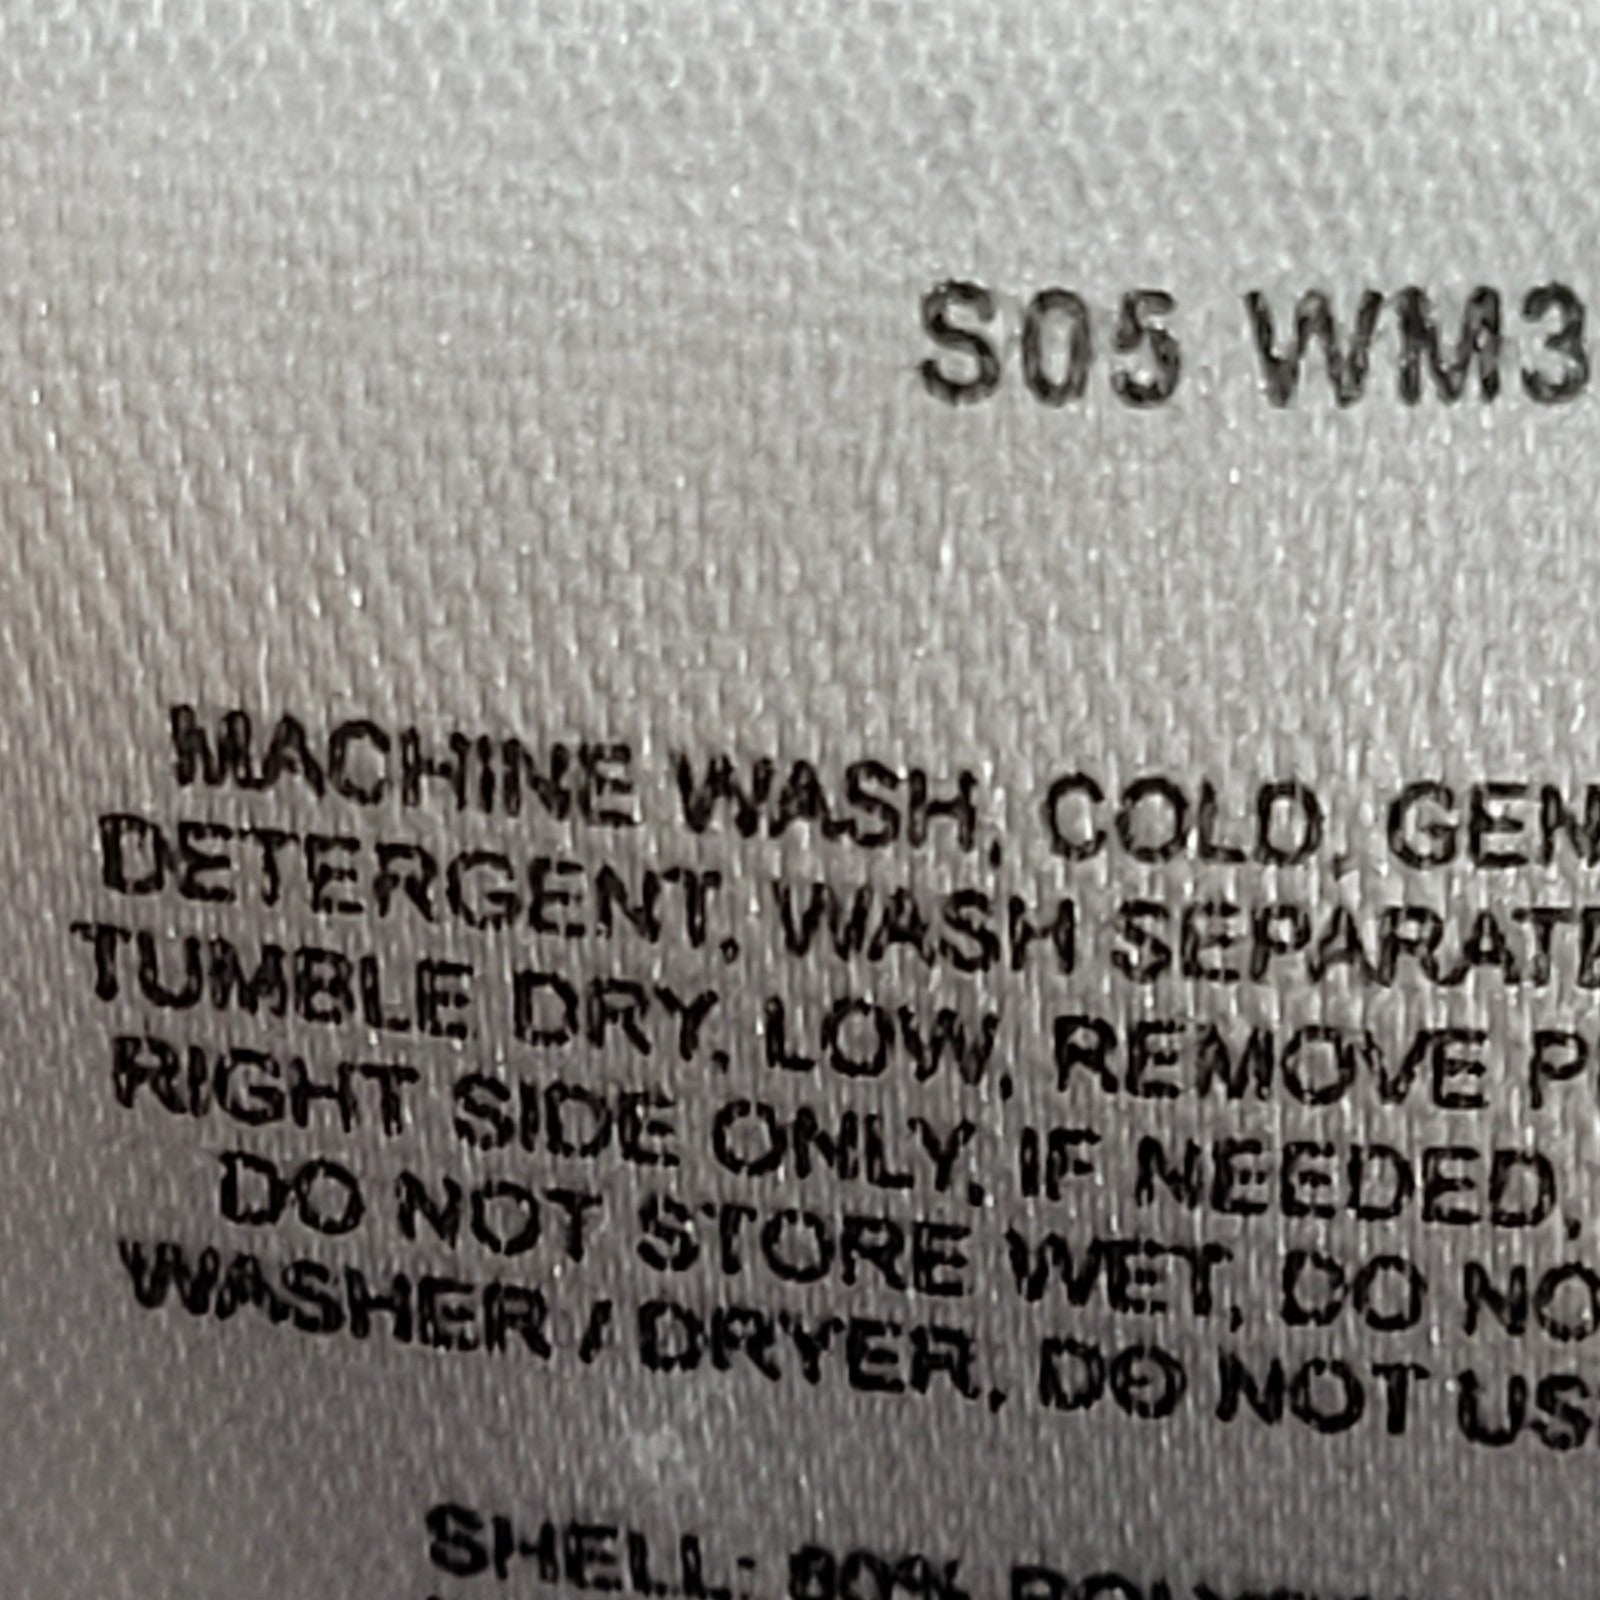 S05 WM3
MACHINE WASH, COLD, GEN
DETERGENT, WASH SEPARATE
TUMBLE DRY, LOW, REMOVE P
RIGHT SIDE ONLY, IF NEEDED,
DO NOT STORE WET, DO NO
WASHER / DRYER, DO NOT US
SHELL: